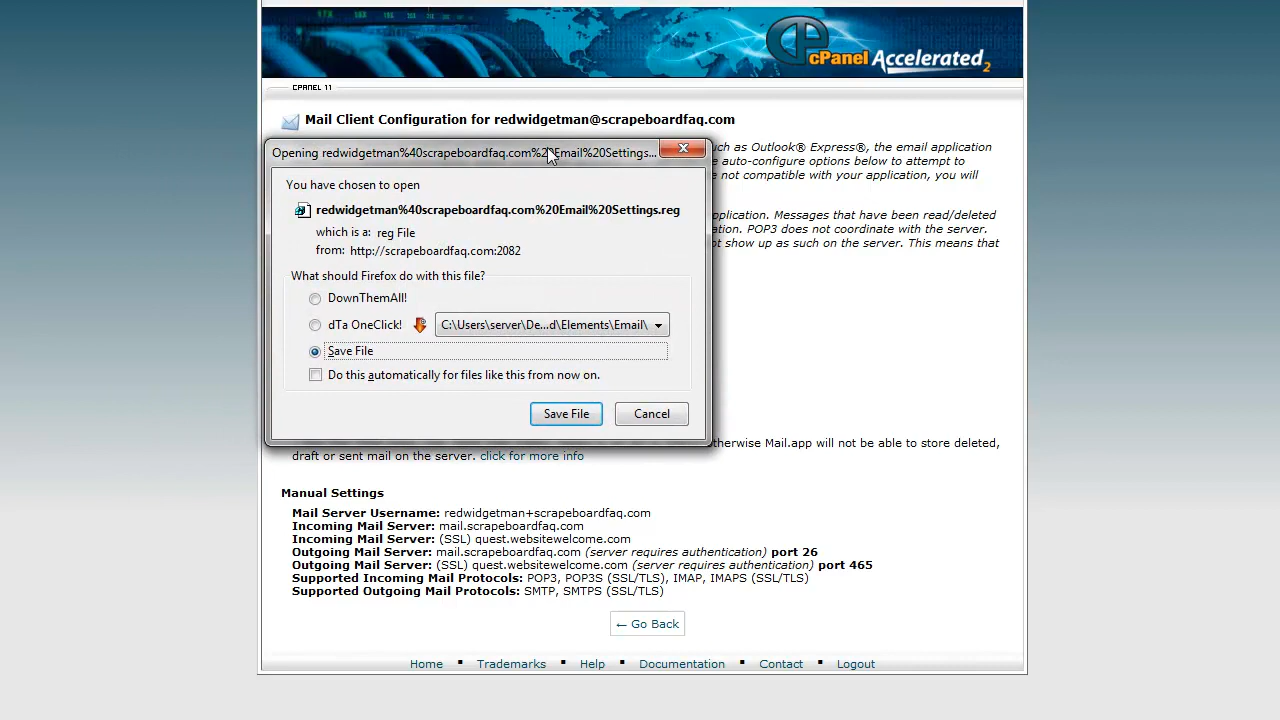 cP
cPanel Accelerated 2
CPANEL 11
Mail Client Configuration for redwidgetman@scrapeboardfaq.com
uch as Outlook® Express®, the email application
e auto-configure options below to attempt to
not compatible with your application, you will
Opening redwidgetman%40scrapeboardfaq.com%20Email%20Settings...
You have chosen to open
redwidgetman%40scrapeboardfaq.com%20Email%20Settings.reg
which is a: reg File
from: http://scrapeboardfaq.com:2082
What should Firefox do with this file?
DownThemAll!
dTa OneClick! C:\Users\server\De...d\Elements\Email\
Save File
Do this automatically for files like this from now on.
Save File Cancel
pplication. Messages that have been read/deleted
ation. POP3 does not coordinate with the server.
ot show up as such on the server. This means that
otherwise Mail.app will not be able to store deleted,
draft or sent mail on the server. click for more info
Manual Settings
Mail Server Username: redwidgetman+scrapeboardfaq.com
Incoming Mail Server: mail.scrapeboardfaq.com
Incoming Mail Server: (SSL) quest.websitewelcome.com
Outgoing Mail Server: mail.scrapeboardfaq.com (server requires authentication) port 26
Outgoing Mail Server: (SSL) quest.websitewelcome.com (server requires authentication) port 465
Supported Incoming Mail Protocols: POP3, POP3S (SSL/TLS), IMAP, IMAPS (SSL/TLS)
Supported Outgoing Mail Protocols: SMTP, SMTPS (SSL/TLS)
← Go Back
Home ▪ Trademarks ▪ Help ▪ Documentation ▪ Contact ▪ Logout